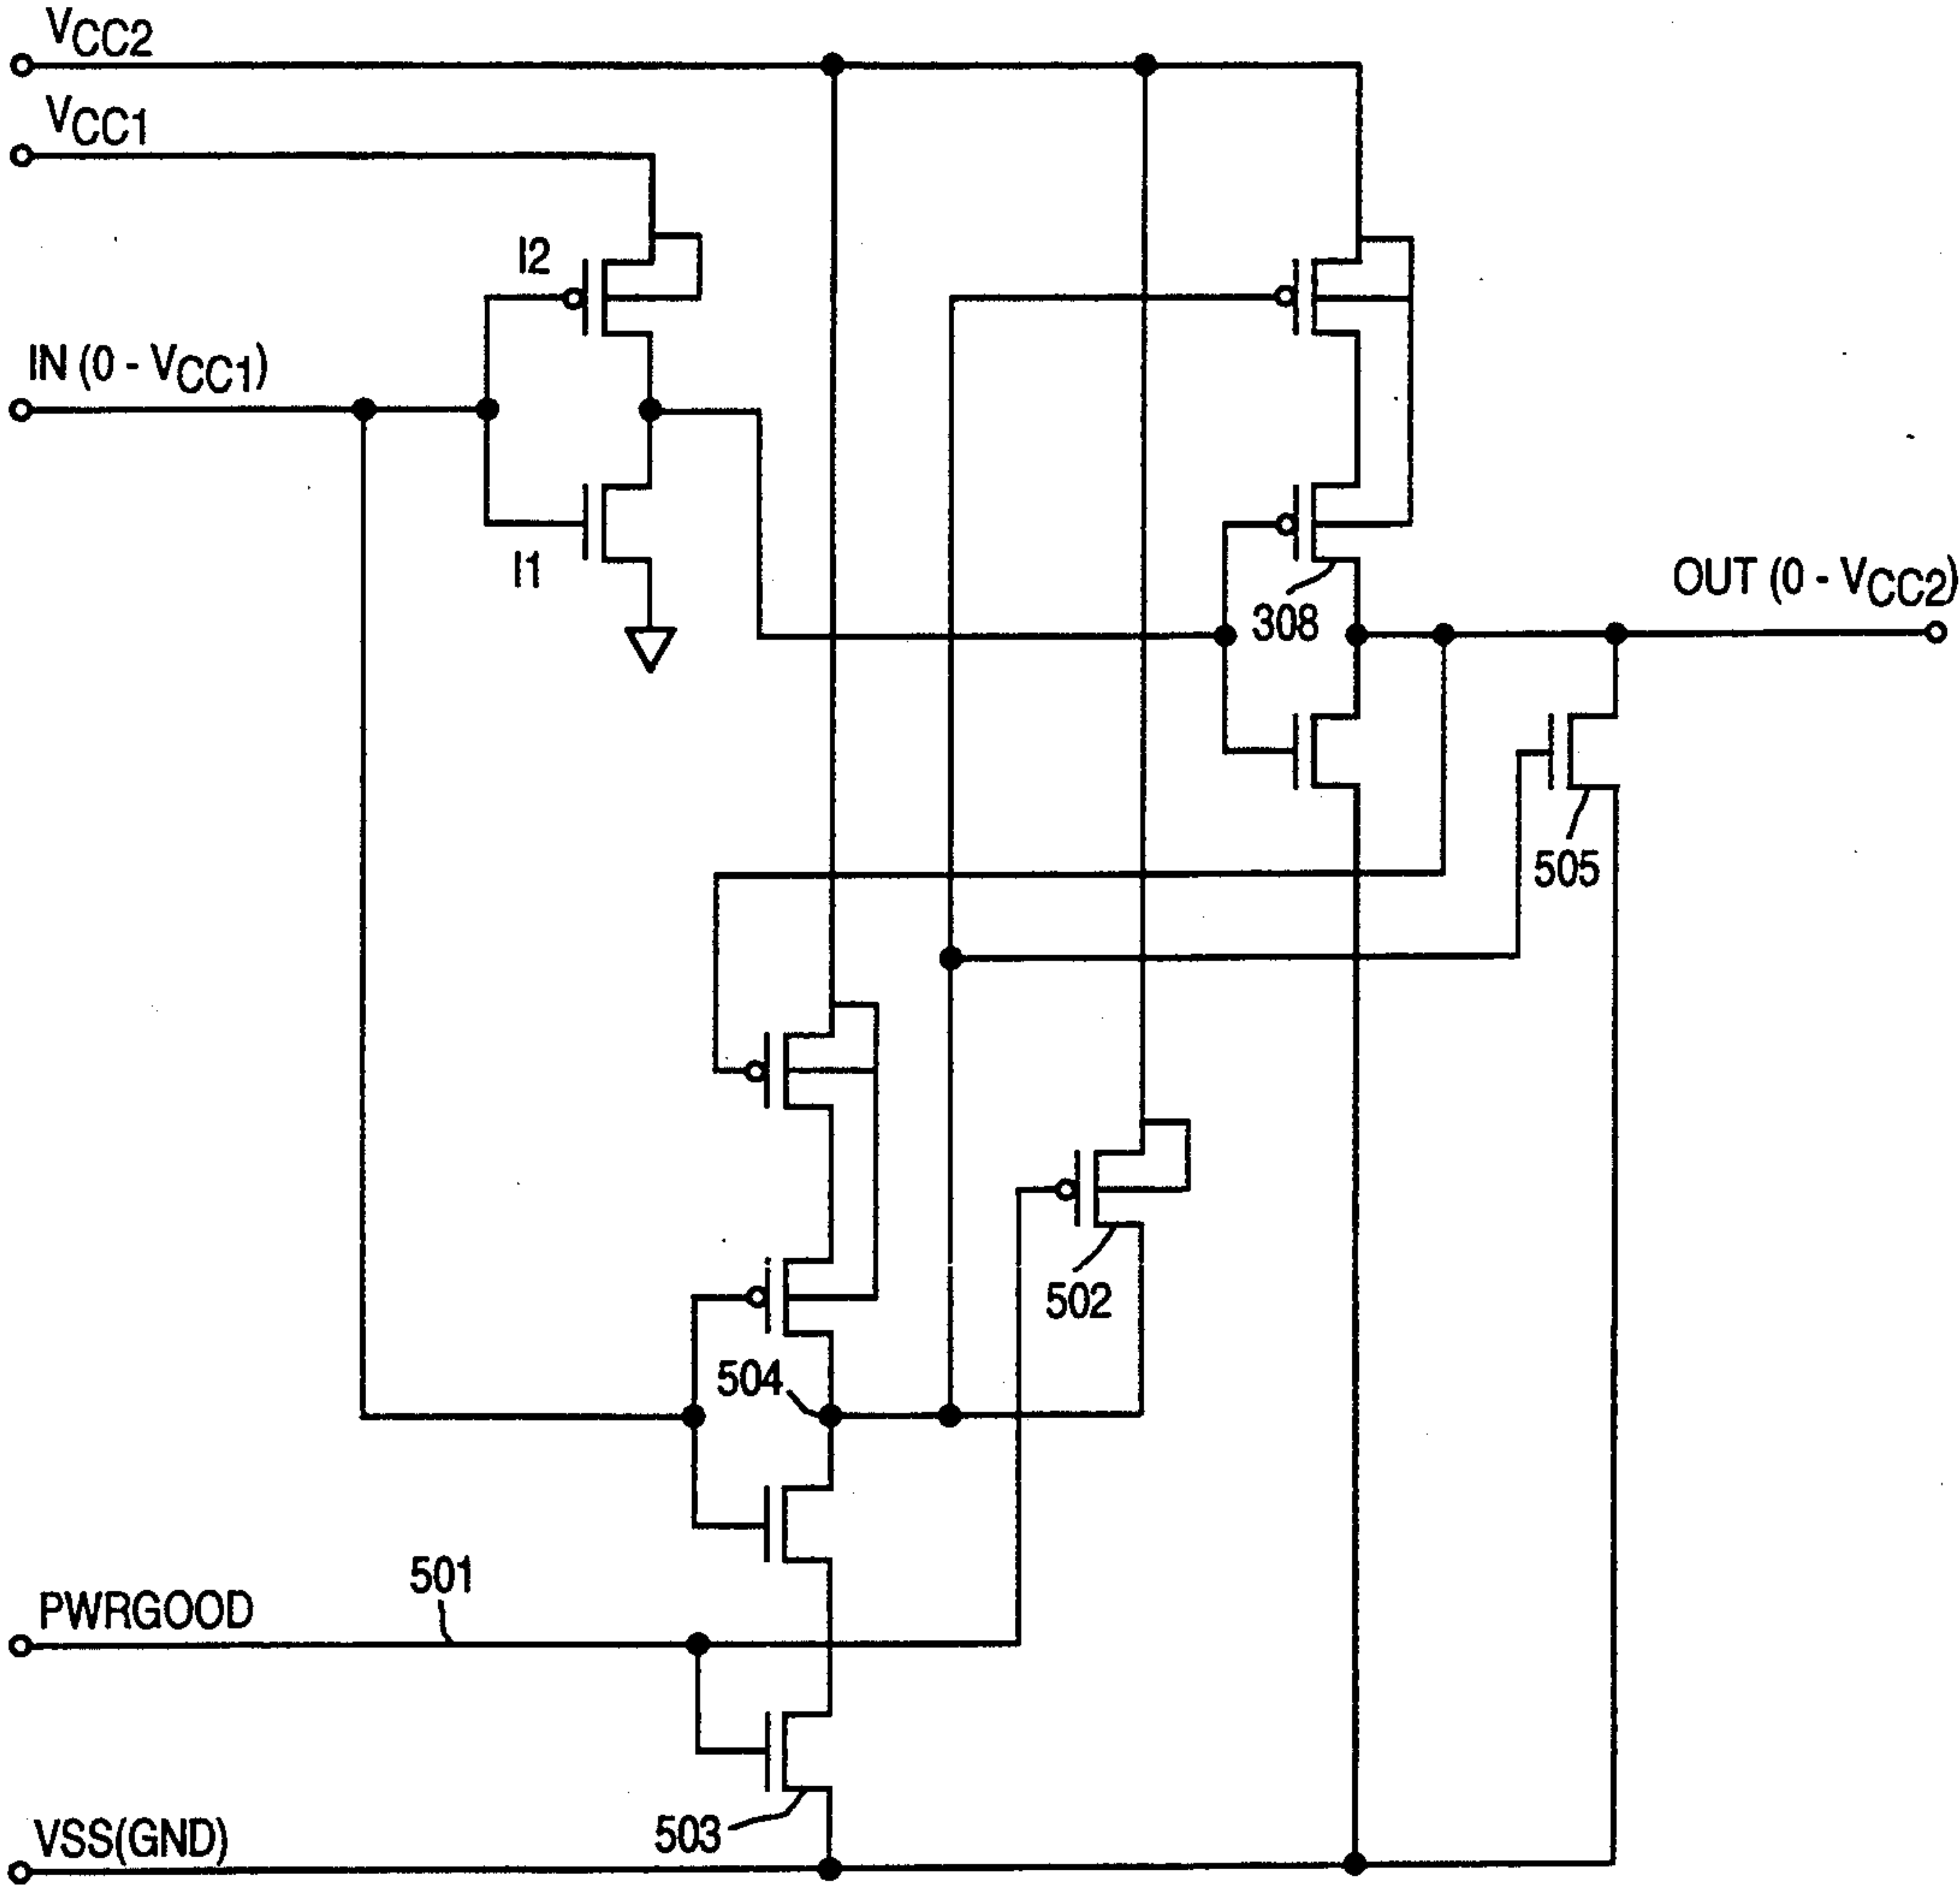 VCC2
VCC1
I2
IN (0 - VCC1)
I1
308
OUT (0 - VCC2)
505
502
504
501
PWRGOOD
503
VSS(GND)